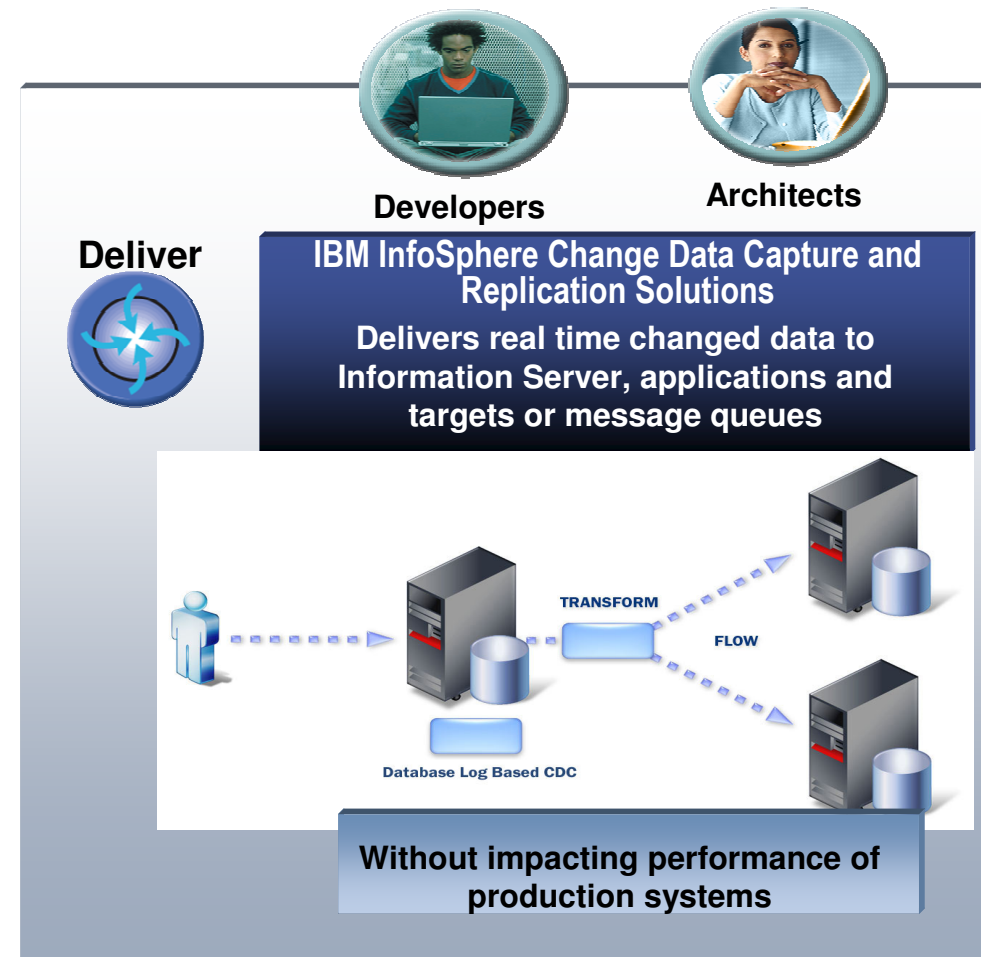 Developers
Architects
Deliver
IBM InfoSphere Change Data Capture and
Replication Solutions
Delivers real time changed data to
Information Server, applications and
targets or message queues
TRANSFORM
FLOW
Database Log Based CDC
Without impacting performance of
production systems